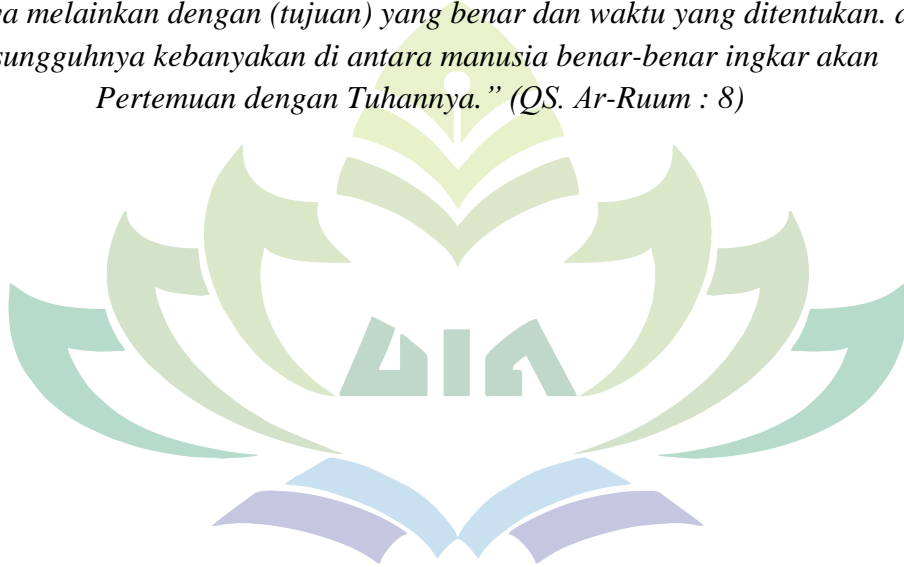 melainkan dengan (tujuan) yang benar dan waktu yang ditentukan.
kebanyakan di antara manusia benar-benar ingkar akan
Pertemuan dengan Tuhannya.” (QS. Ar-Ruum : 8)
UIN